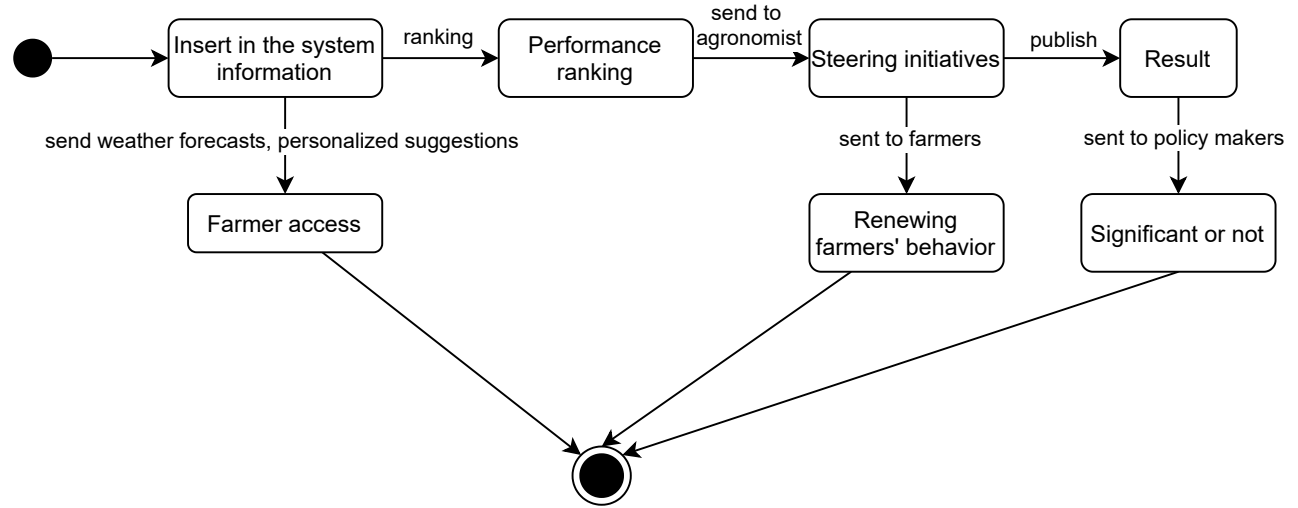 Insert in the system
information
ranking
Performance
ranking
send to
agronomist
Steering initiatives
publish
Result
send weather forecasts, personalized suggestions
sent to farmers
sent to policy makers
Farmer access
Renewing
farmers' behavior
Significant or not